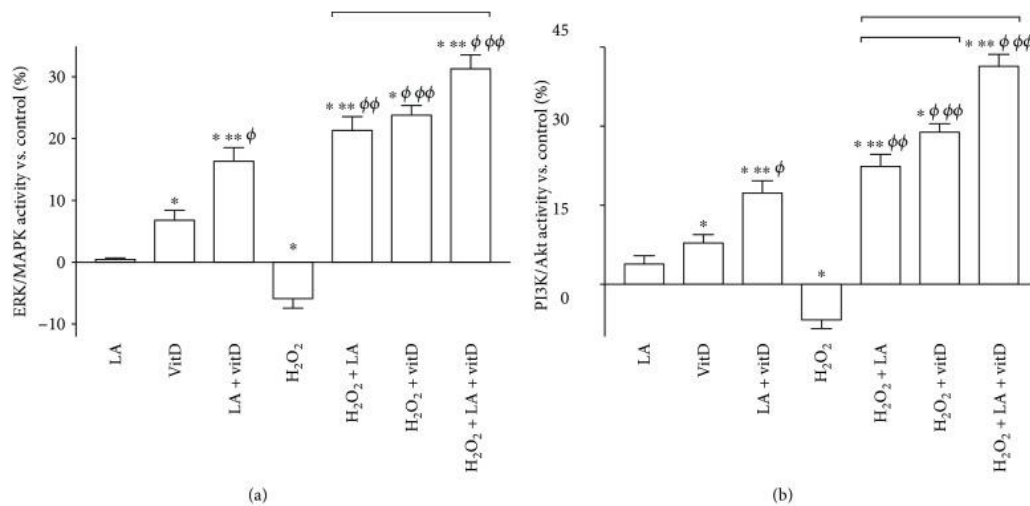 ERK/MAPK activity vs. control (%)
30
20
10
0
−10
*
* ** ϕ
*
* ** ϕϕ
* ϕ ϕϕ
* ** ϕ ϕϕ
LA
VitD
LA + vitD
H₂O₂
H₂O₂ + LA
H₂O₂ + vitD
H₂O₂ + LA + vitD
(a)
PI3K/Akt activity vs. control (%)
45
30
15
0
*
* ** ϕ
*
* ** ϕϕ
* ϕ ϕϕ
* ** ϕ ϕϕ
LA
VitD
LA + vitD
H₂O₂
H₂O₂ + LA
H₂O₂ + vitD
H₂O₂ + LA + vitD
(b)